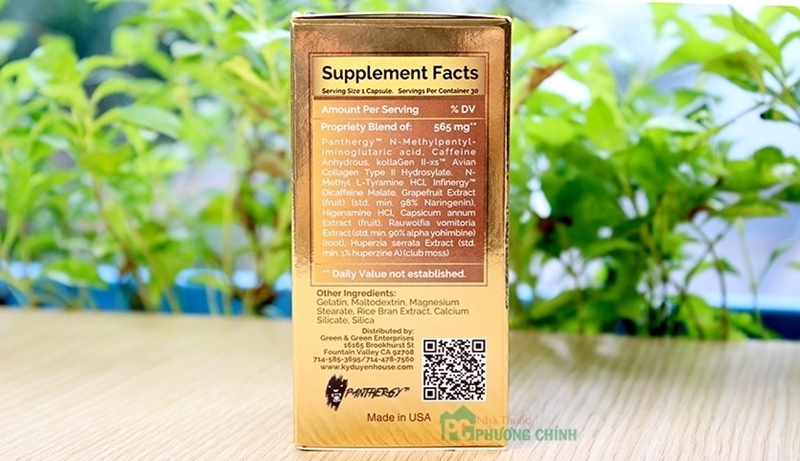 Supplement Facts
Serving Size 1 Capsule. Servings Per Container 30
Amount Per Serving % DV
Propriety Blend of: 565 mg**
Panthergy™ N-Methylpentyl-
iminoglutaric acid, Caffeine
Anhydrous, kollaGen II-xs™ Avian
Collagen Type II Hydrosylate, N-
Methyl L-Tyramine HCl, Infinergy™
Dicaffeine Malate, Grapefruit Extract
(fruit) (std. min. 98% Naringenin),
Higenamine HCl, Capsicum annum
Extract (fruit), Rauwolfia vomitoria
Extract (std. min. 90% alpha yohimbine)
(root), Huperzia serrata Extract (std.
min. 1% huperzine A) (club moss)
** Daily Value not established.
Other Ingredients:
Gelatin, Maltodextrin, Magnesium
Stearate, Rice Bran Extract, Calcium
Silicate, Silica
Distributed by:
Green & Green Enterprises
16165 Brookhurst St
Fountain Valley CA 92708
714-585-3695/714-478-7560
www.kyduyenhouse.com
PANTHERGY™
Made in USA
PC
Nhà Thuốc
PHƯƠNG CHÍNH